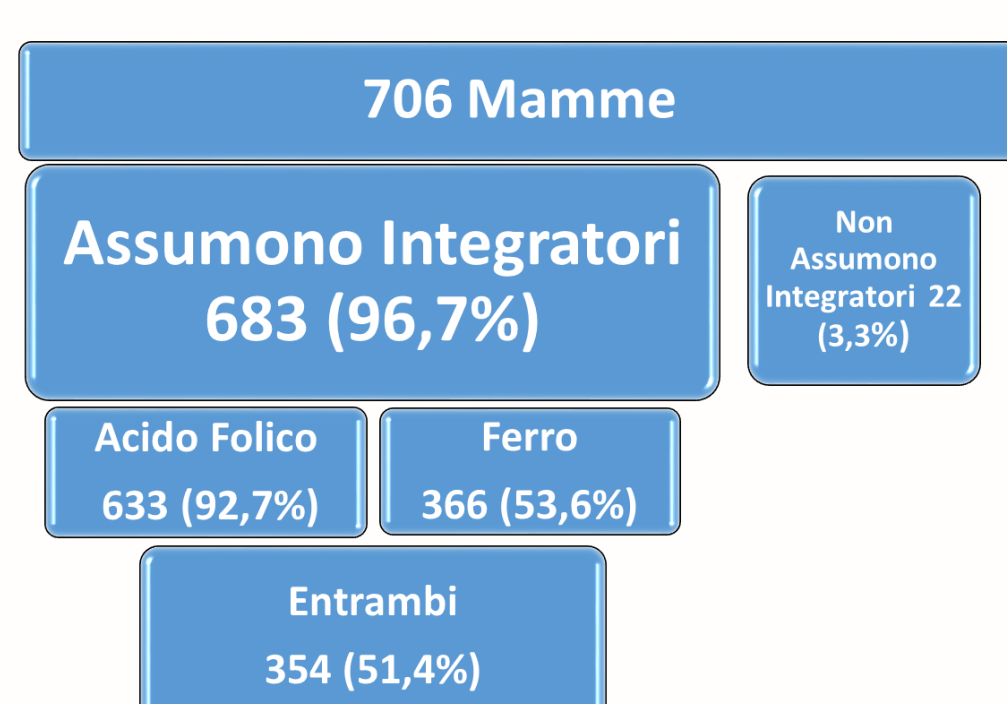 706 Mamme
Assumono Integratori
683 (96,7%)
Non
Assumono
Integratori 22
(3,3%)
Acido Folico
633 (92,7%)
Ferro
366 (53,6%)
Entrambi
354 (51,4%)